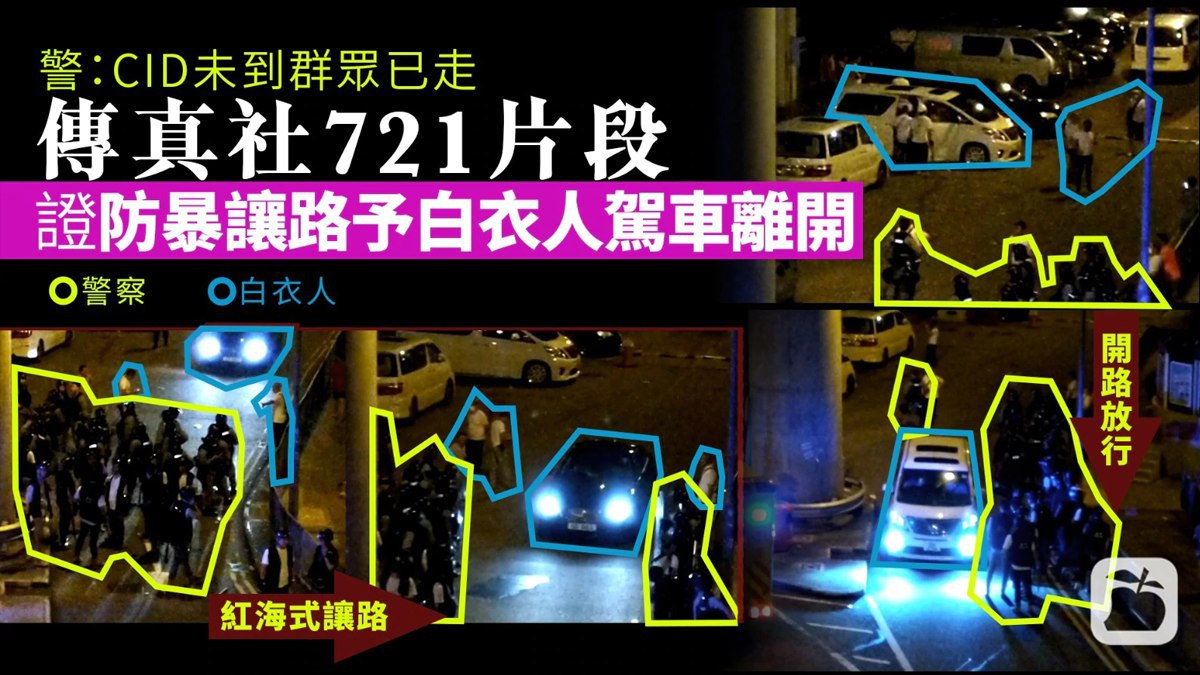 警：CID未到群眾已走
傳真社721片段
證防暴讓路予白衣人駕車離開
警察
白衣人
開路放行
紅海式讓路